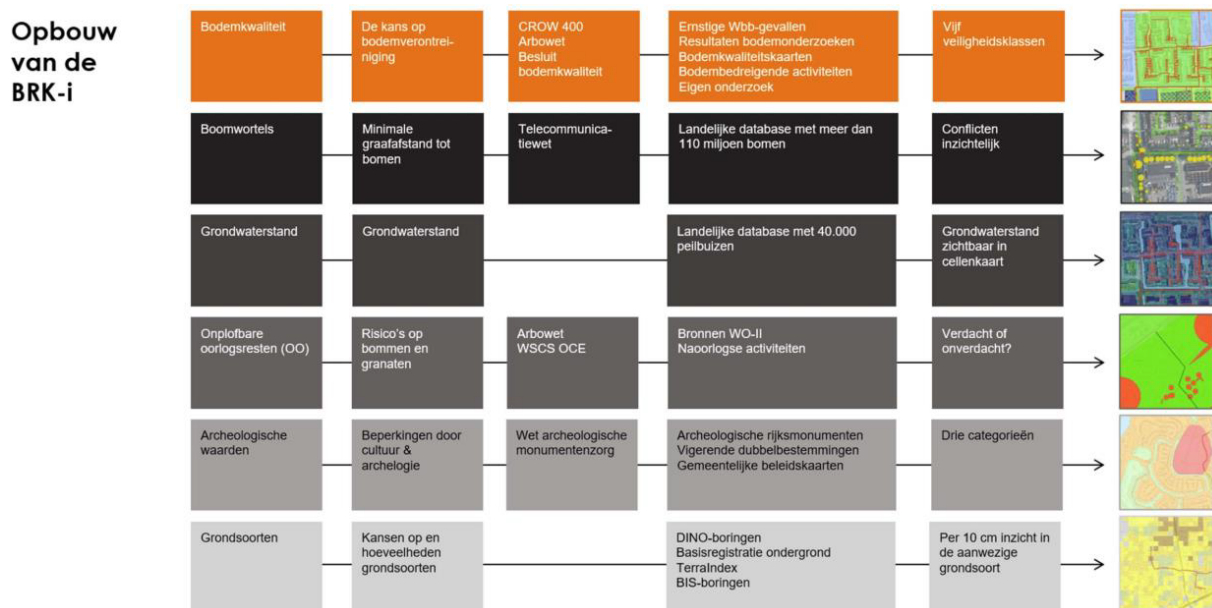 Opbouw
van de
BRK-i
Bodemkwaliteit
De kans op
bodemverontrei-
niging
CROW 400
Arbowet
Besluit
bodemkwaliteit
Ernstige Wbb-gevallen
Resultaten bodemonderzoeken
Bodemkwaliteitskaarten
Bodembedreigende activiteiten
Eigen onderzoek
Vijf
veiligheidsklassen
Boomwortels
Minimale
graafafstand tot
bomen
Telecommunica-
tiewet
Landelijke database met meer dan
110 miljoen bomen
Conflicten
inzichtelijk
Grondwaterstand
Grondwaterstand
Landelijke database met 40.000
peilbuizen
Grondwaterstand
zichtbaar in
cellenkaart
Onplofbare
oorlogsresten (OO)
Risico's op
bommen en
granaten
Arbowet
WSCS OCE
Bronnen WO-II
Naoorlogse activiteiten
Verdacht of
onverdacht?
Archeologische
waarden
Beperkingen door
cultuur &
archelogie
Wet archeologische
monumentenzorg
Archeologische rijksmonumenten
Vigerende dubbelbestemmingen
Gemeentelijke beleidskaarten
Drie categorieën
Grondsoorten
Kansen op en
hoeveelheden
grondsoorten
DINO-boringen
Basisregistratie ondergrond
TerraIndex
BIS-boringen
Per 10 cm inzicht in
de aanwezige
grondsoort